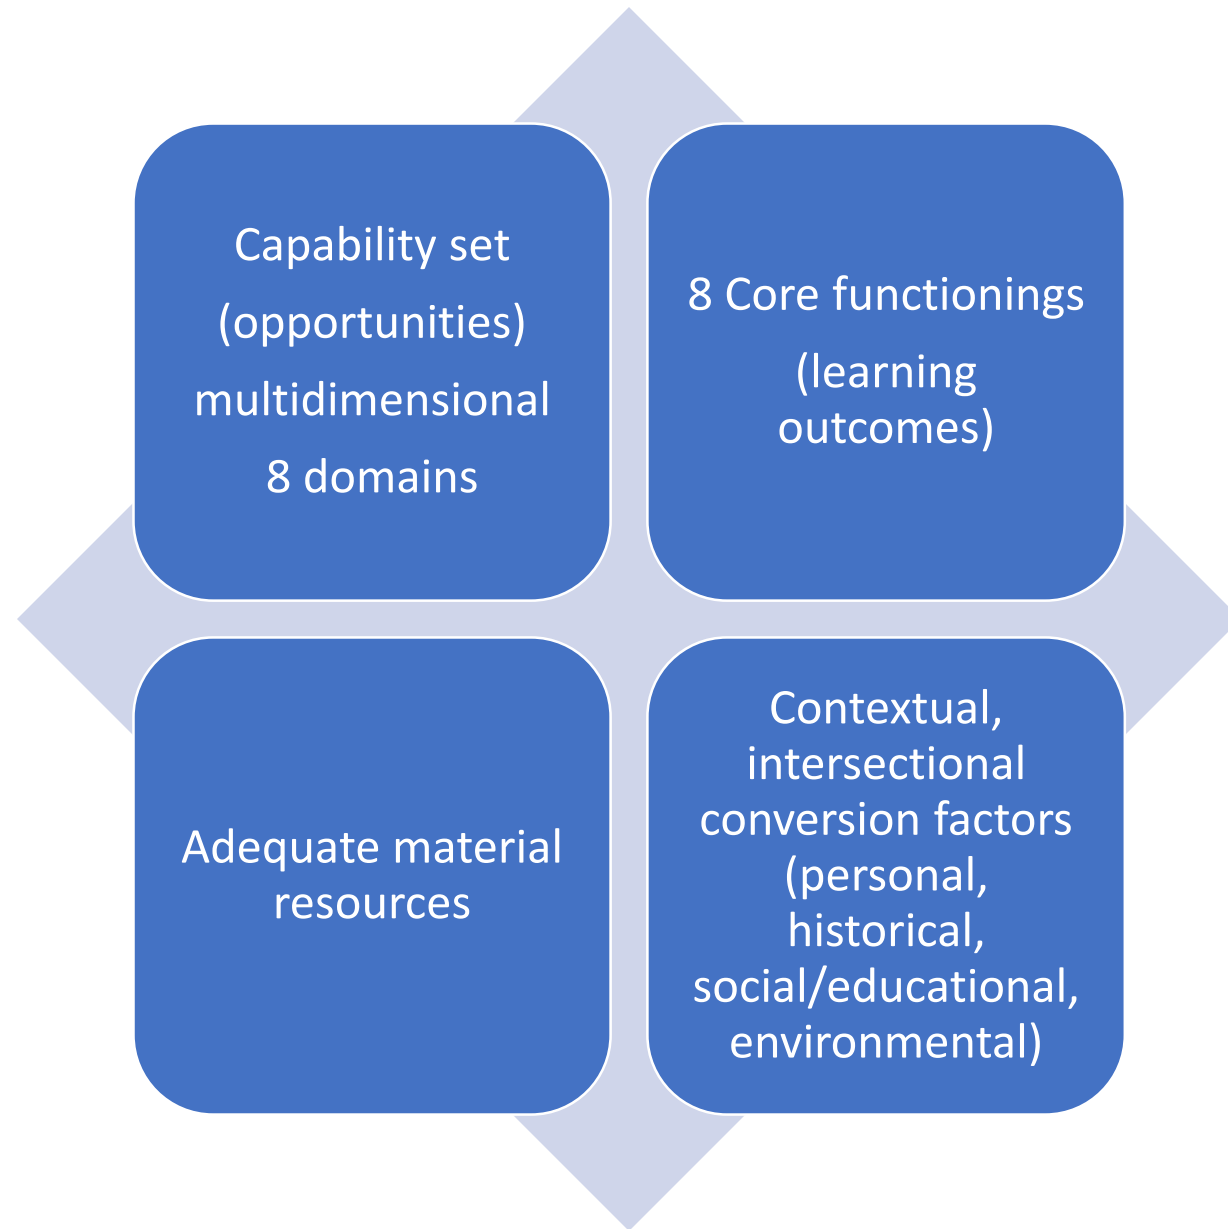 Capability set
(opportunities)
multidimensional
8 domains
8 Core functionings
(learning
outcomes)
Adequate material
resources
Contextual,
intersectional
conversion factors
(personal,
historical,
social/educational,
environmental)